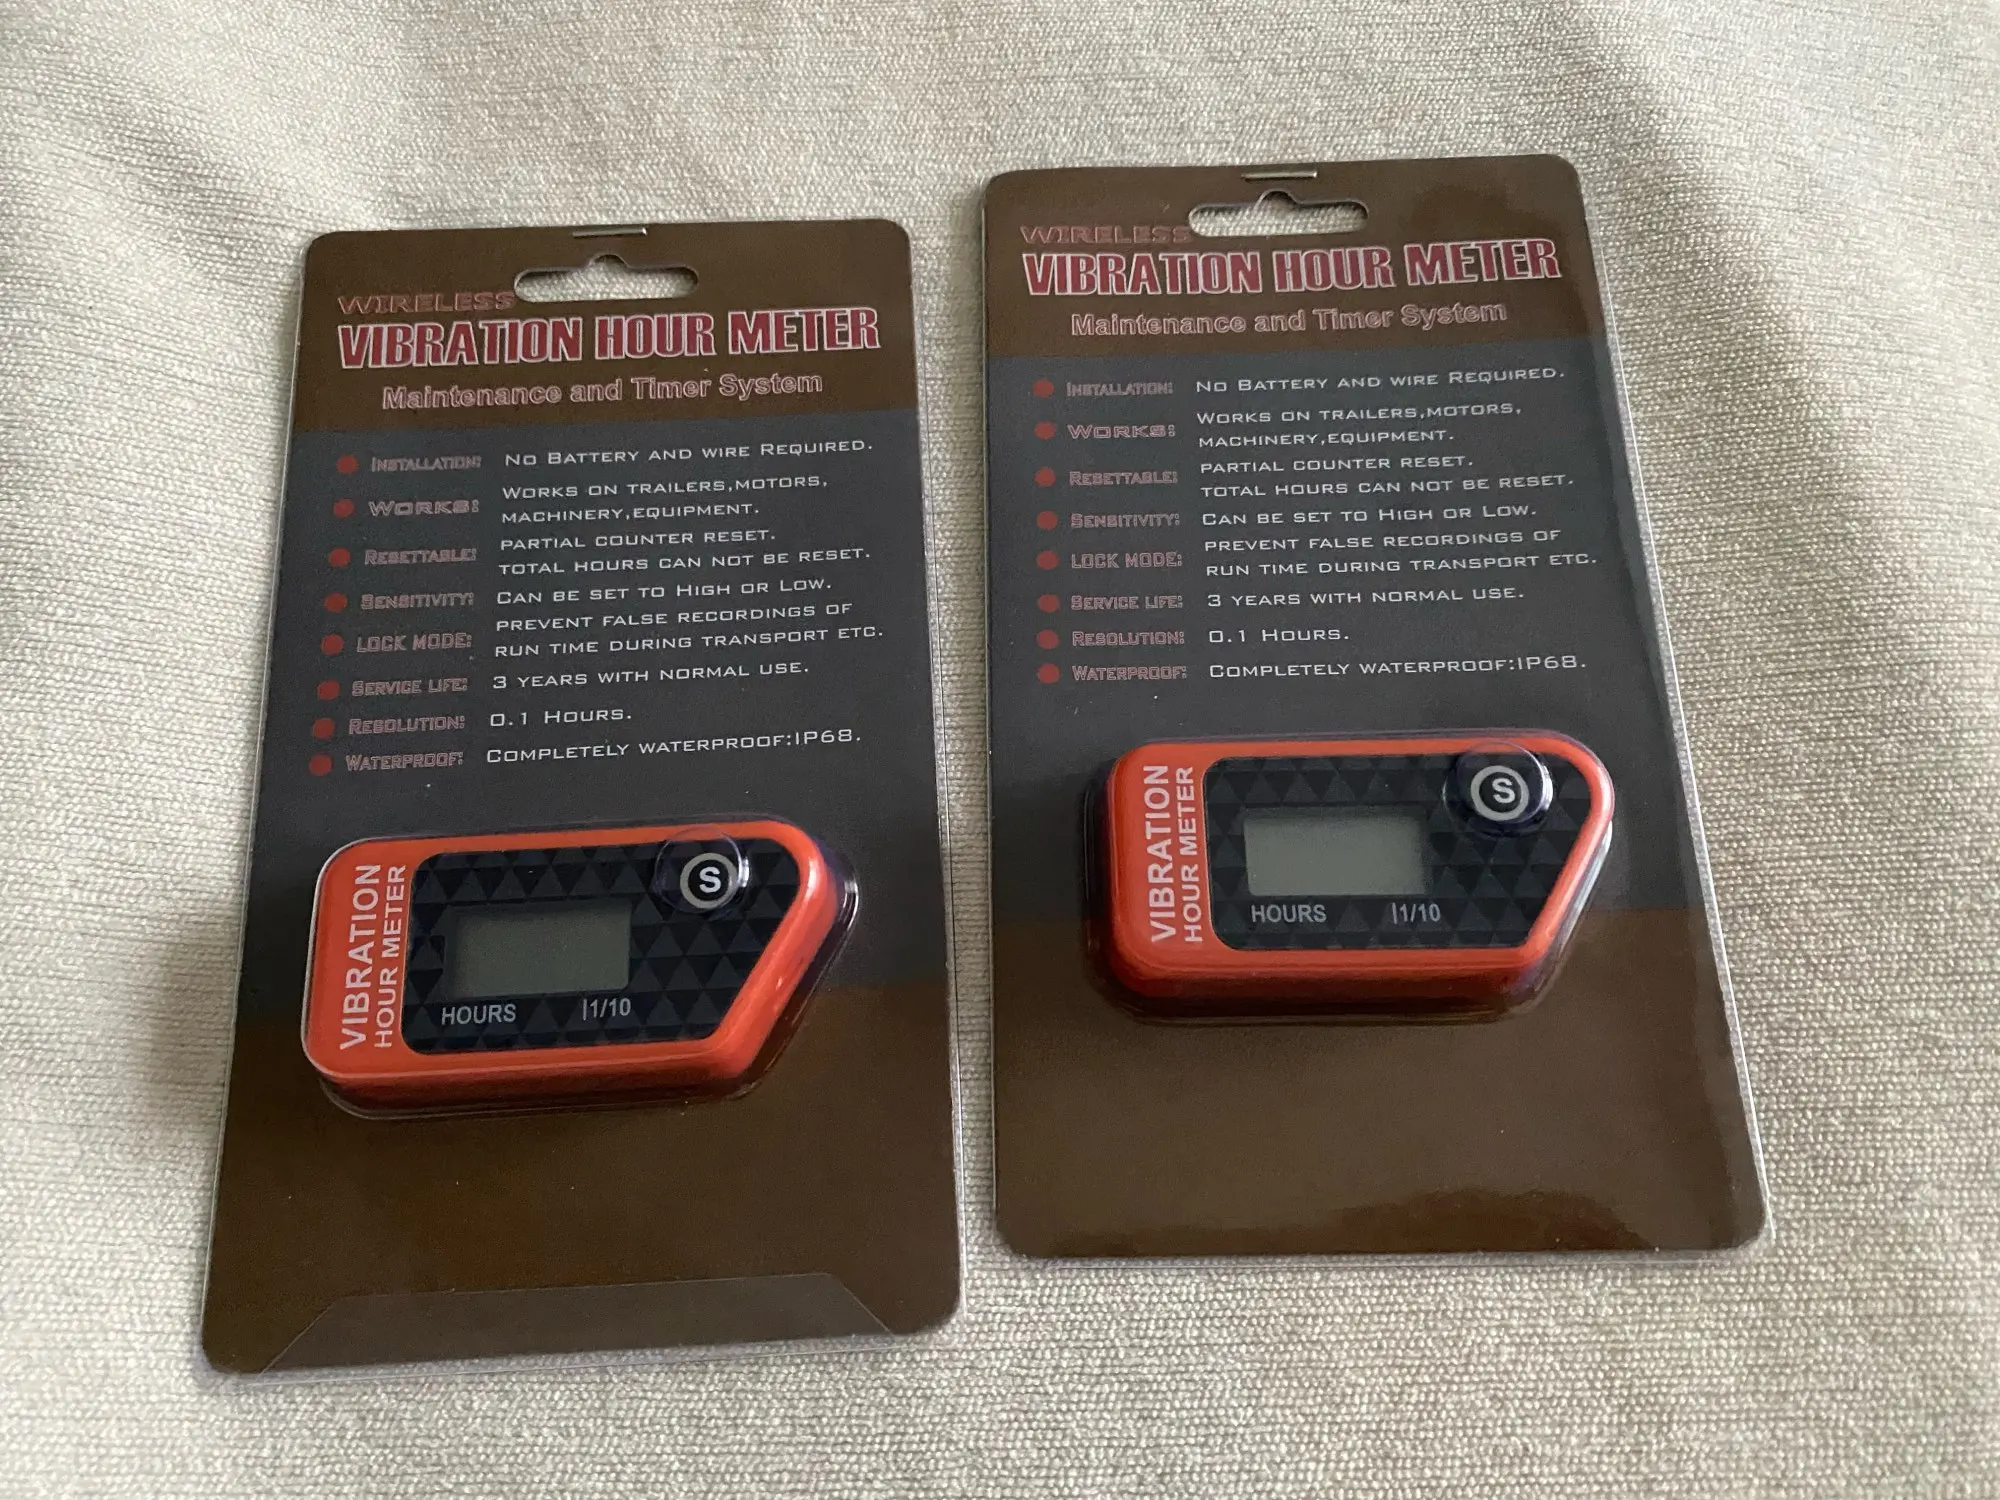 WIRELESS
VIBRATION HOUR METER
Maintenance and Timer System
INSTALLATION: NO BATTERY AND WIRE REQUIRED.
WORKS: WORKS ON TRAILERS,MOTORS,
MACHINERY,EQUIPMENT.
RESETTABLE: PARTIAL COUNTER RESET.
TOTAL HOURS CAN NOT BE RESET.
SENSITIVITY: CAN BE SET TO HIGH OR LOW.
LOCK MODE: PREVENT FALSE RECORDINGS OF
RUN TIME DURING TRANSPORT ETC.
SERVICE LIFE: 3 YEARS WITH NORMAL USE.
RESOLUTION: 0.1 HOURS.
WATERPROOF: COMPLETELY WATERPROOF:IP68.
VIBRATION
HOUR METER
S
HOURS |1/10
WIRELESS
VIBRATION HOUR METER
Maintenance and Timer System
INSTALLATION: NO BATTERY AND WIRE REQUIRED.
WORKS: WORKS ON TRAILERS,MOTORS,
MACHINERY,EQUIPMENT.
RESETTABLE: PARTIAL COUNTER RESET.
TOTAL HOURS CAN NOT BE RESET.
SENSITIVITY: CAN BE SET TO HIGH OR LOW.
LOCK MODE: PREVENT FALSE RECORDINGS OF
RUN TIME DURING TRANSPORT ETC.
SERVICE LIFE: 3 YEARS WITH NORMAL USE.
RESOLUTION: 0.1 HOURS.
WATERPROOF: COMPLETELY WATERPROOF:IP68.
VIBRATION
HOUR METER
S
HOURS |1/10